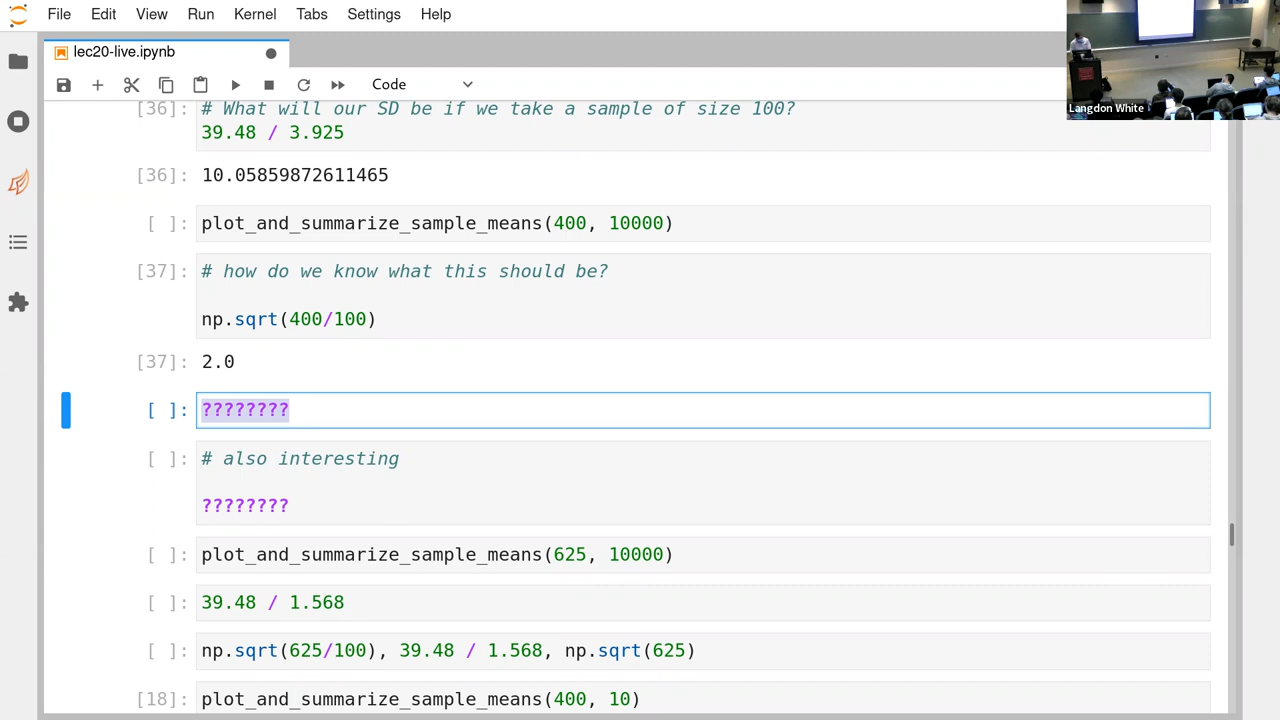 File Edit View Run Kernel Tabs Settings Help
lec20-live.ipynb
Code
Langdon White
[36]: # What will our SD be if we take a sample of size 100?
39.48 / 3.925
[36]: 10.05859872611465
[ ]: plot_and_summarize_sample_means(400, 10000)
[37]: # how do we know what this should be?
np.sqrt(400/100)
[37]: 2.0
[ ]: ????????
[ ]: # also interesting
????????
[ ]: plot_and_summarize_sample_means(625, 10000)
[ ]: 39.48 / 1.568
[ ]: np.sqrt(625/100), 39.48 / 1.568, np.sqrt(625)
[18]: plot_and_summarize_sample_means(400, 10)